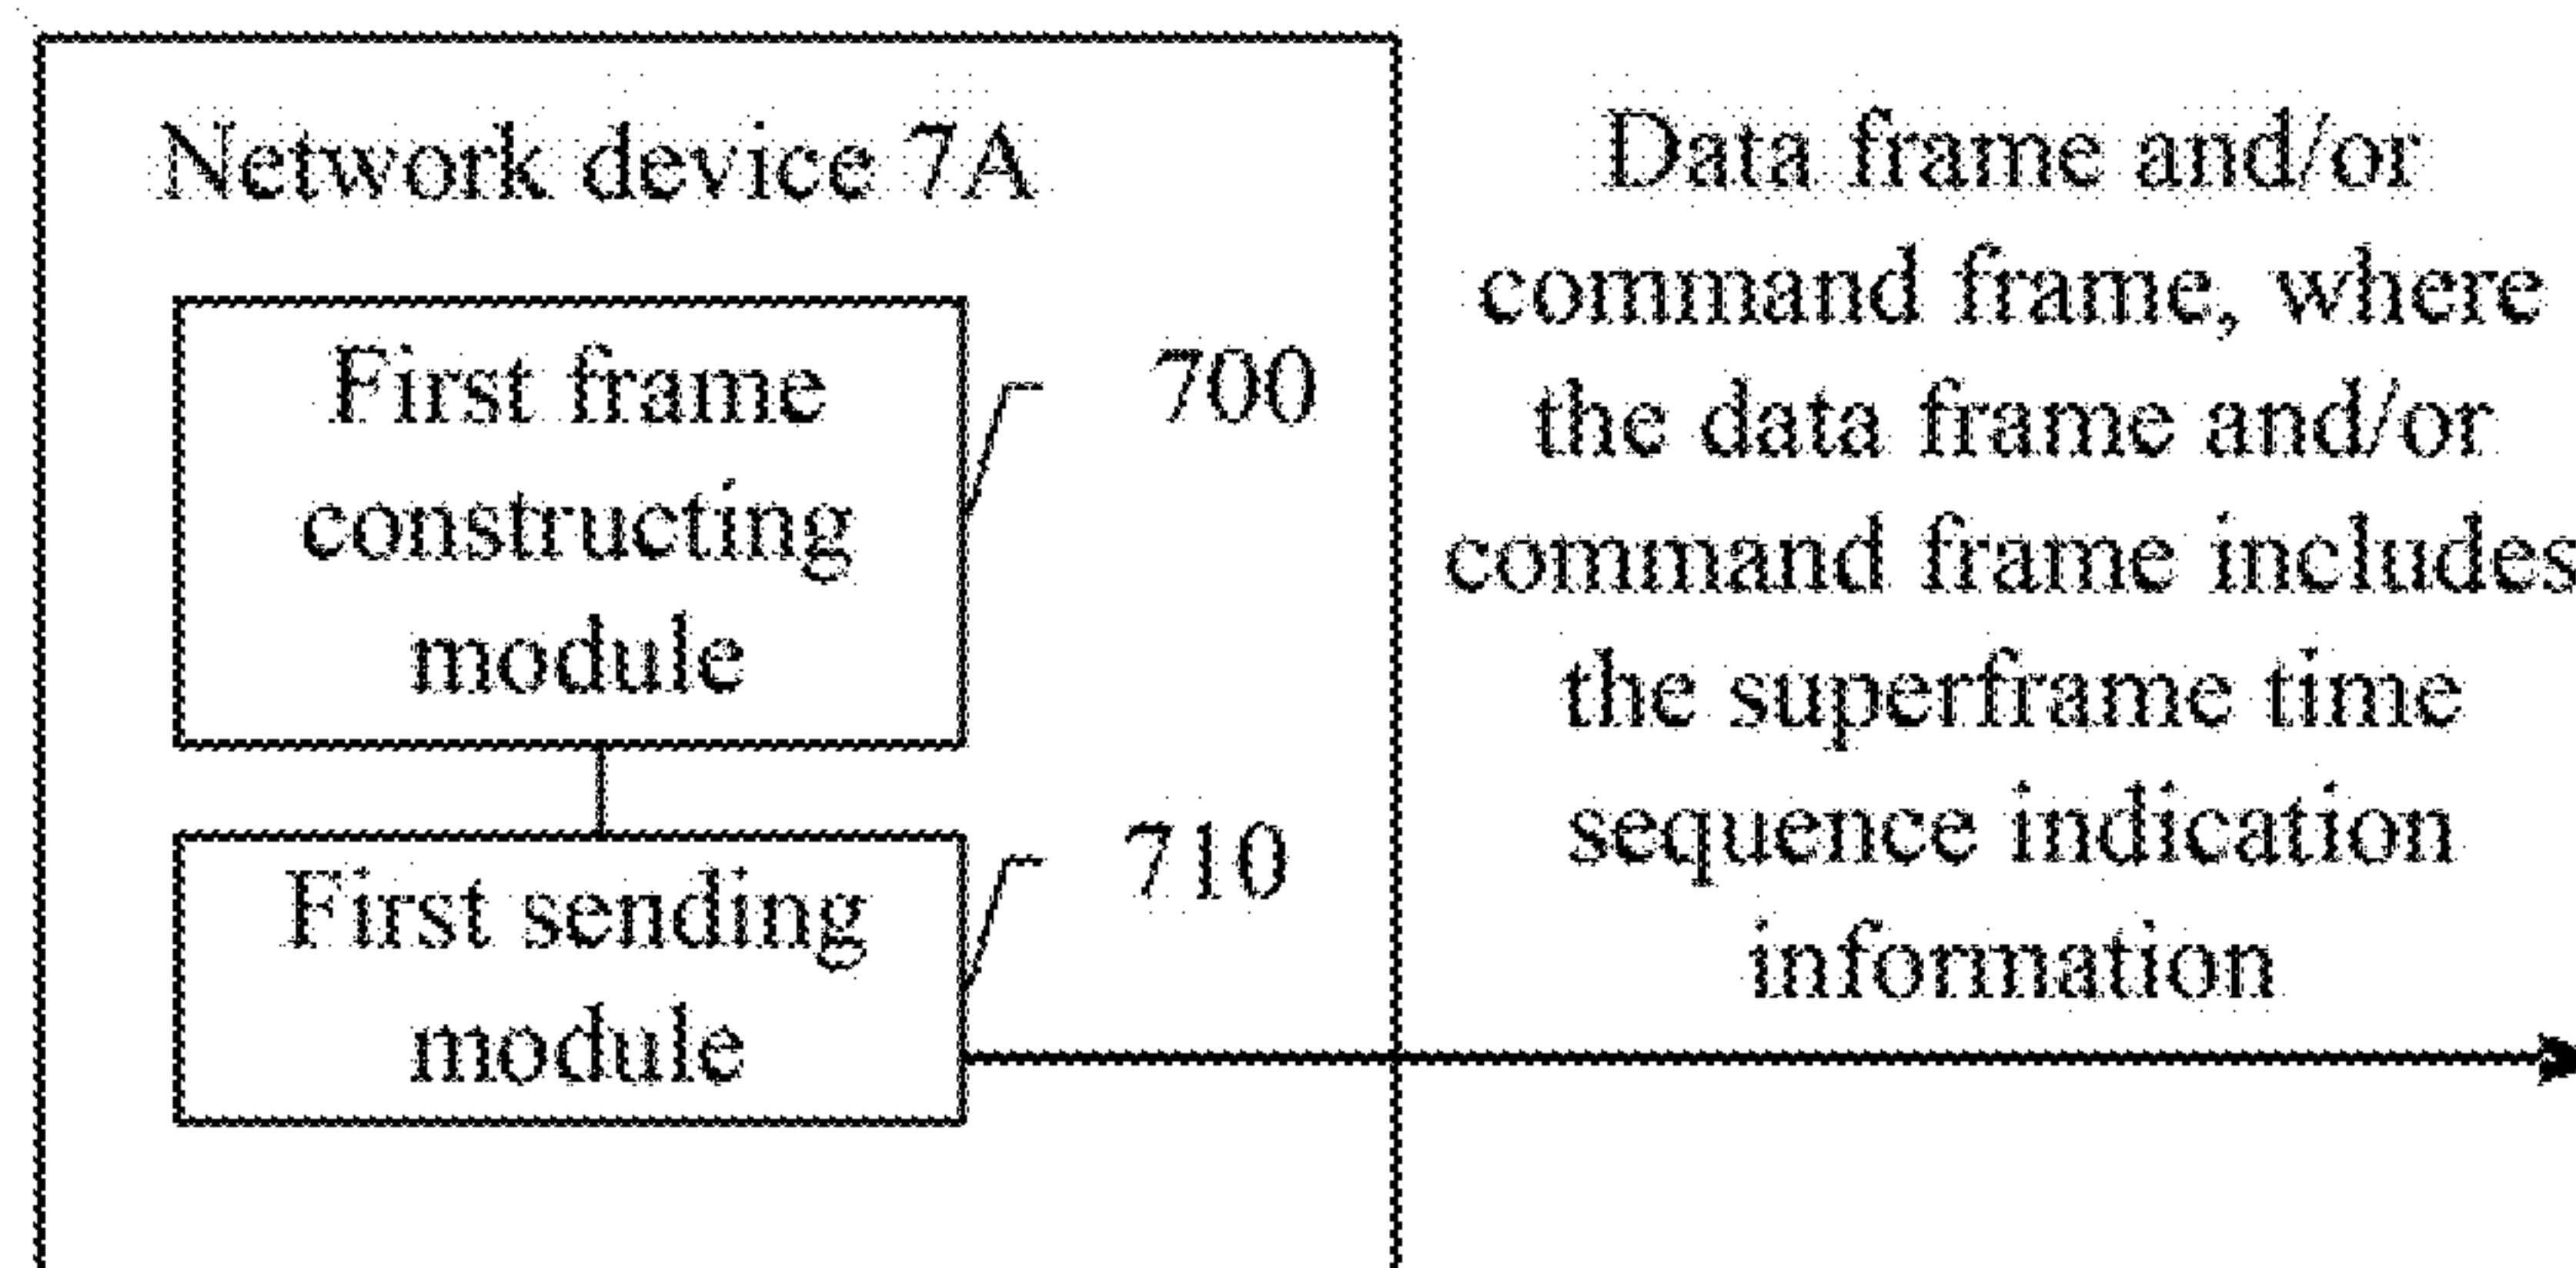 Network device 7A
First frame
constructing
module
700
First sending
module
710
Data frame and/or
command frame, where
the data frame and/or
command frame includes
the superframe time
sequence indication
information